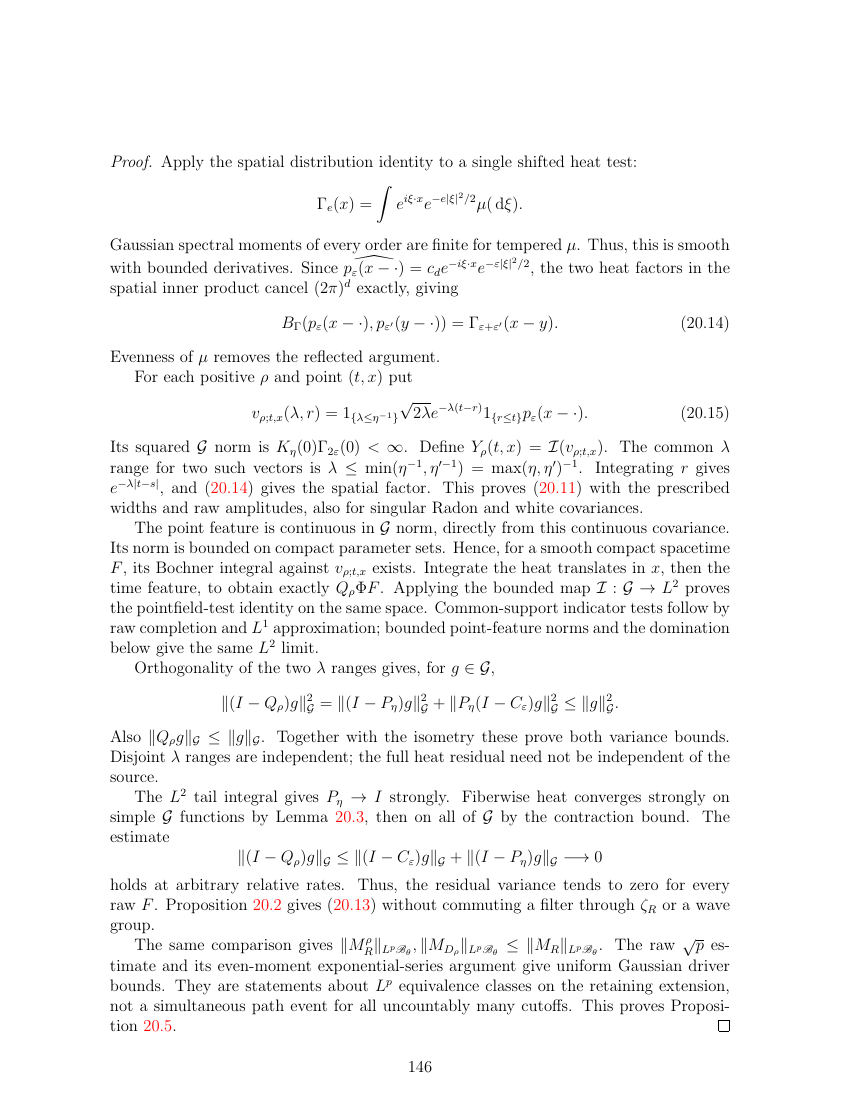 Proof. Apply the spatial distribution identity to a single shifted heat test:
Γ_e(x) = ∫ e^{iξ·x} e^{−e|ξ|²/2} μ( dξ).
Gaussian spectral moments of every order are finite for tempered μ. Thus, this is smooth
with bounded derivatives. Since \widehat{p_ε(x − ·)} = c_d e^{−iξ·x} e^{−ε|ξ|²/2}, the two heat factors in the
spatial inner product cancel (2π)^d exactly, giving
B_Γ(p_ε(x − ·), p_{ε′}(y − ·)) = Γ_{ε+ε′}(x − y). (20.14)
Evenness of μ removes the reflected argument.
For each positive ρ and point (t, x) put
v_{ρ;t,x}(λ, r) = 1_{{λ≤η^{−1}}} √(2λ) e^{−λ(t−r)} 1_{{r≤t}} p_ε(x − ·). (20.15)
Its squared 𝒢 norm is K_η(0)Γ_{2ε}(0) < ∞. Define Y_ρ(t, x) = ℐ(v_{ρ;t,x}). The common λ
range for two such vectors is λ ≤ min(η^{−1}, η′^{−1}) = max(η, η′)^{−1}. Integrating r gives
e^{−λ|t−s|}, and (20.14) gives the spatial factor. This proves (20.11) with the prescribed
widths and raw amplitudes, also for singular Radon and white covariances.
The point feature is continuous in 𝒢 norm, directly from this continuous covariance.
Its norm is bounded on compact parameter sets. Hence, for a smooth compact spacetime
F, its Bochner integral against v_{ρ;t,x} exists. Integrate the heat translates in x, then the
time feature, to obtain exactly Q_ρΦF. Applying the bounded map ℐ : 𝒢 → L² proves
the pointfield-test identity on the same space. Common-support indicator tests follow by
raw completion and L¹ approximation; bounded point-feature norms and the domination
below give the same L² limit.
Orthogonality of the two λ ranges gives, for g ∈ 𝒢,
‖(I − Q_ρ)g‖²_𝒢 = ‖(I − P_η)g‖²_𝒢 + ‖P_η(I − C_ε)g‖²_𝒢 ≤ ‖g‖²_𝒢.
Also ‖Q_ρg‖_𝒢 ≤ ‖g‖_𝒢. Together with the isometry these prove both variance bounds.
Disjoint λ ranges are independent; the full heat residual need not be independent of the
source.
The L² tail integral gives P_η → I strongly. Fiberwise heat converges strongly on
simple 𝒢 functions by Lemma 20.3, then on all of 𝒢 by the contraction bound. The
estimate
‖(I − Q_ρ)g‖_𝒢 ≤ ‖(I − C_ε)g‖_𝒢 + ‖(I − P_η)g‖_𝒢 ⟶ 0
holds at arbitrary relative rates. Thus, the residual variance tends to zero for every
raw F. Proposition 20.2 gives (20.13) without commuting a filter through ζ_R or a wave
group.
The same comparison gives ‖M_R^ρ‖_{L^pℬ_θ}, ‖M_{D_ρ}‖_{L^pℬ_θ} ≤ ‖M_R‖_{L^pℬ_θ}. The raw √p es-
timate and its even-moment exponential-series argument give uniform Gaussian driver
bounds. They are statements about L^p equivalence classes on the retaining extension,
not a simultaneous path event for all uncountably many cutoffs. This proves Proposi-
tion 20.5. □
146